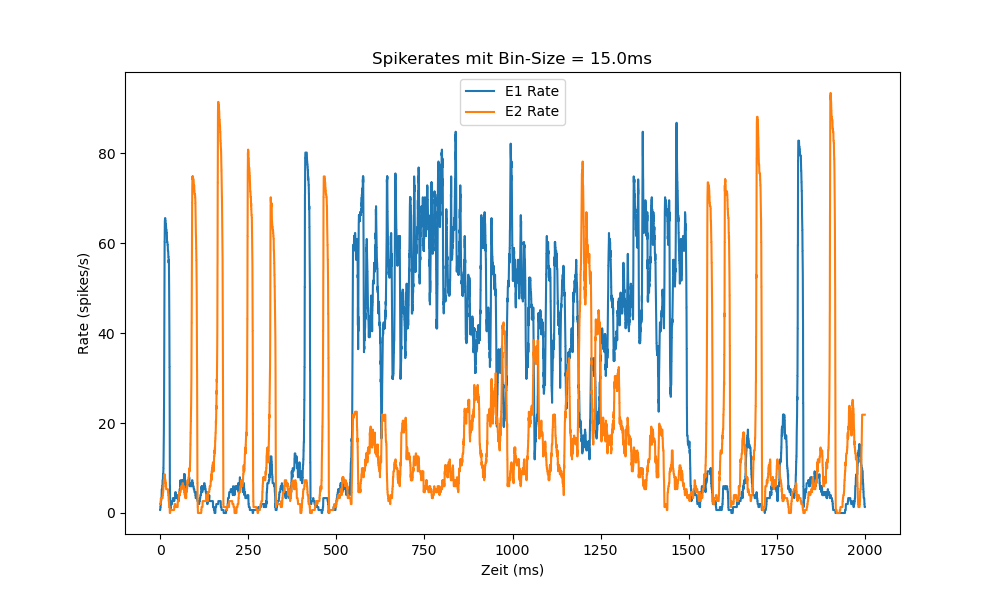 Spikerates mit Bin-Size = 15.0ms
E1 Rate
E2 Rate
Rate (spikes/s)
80
60
40
20
0
0 250 500 750 1000 1250 1500 1750 2000
Zeit (ms)